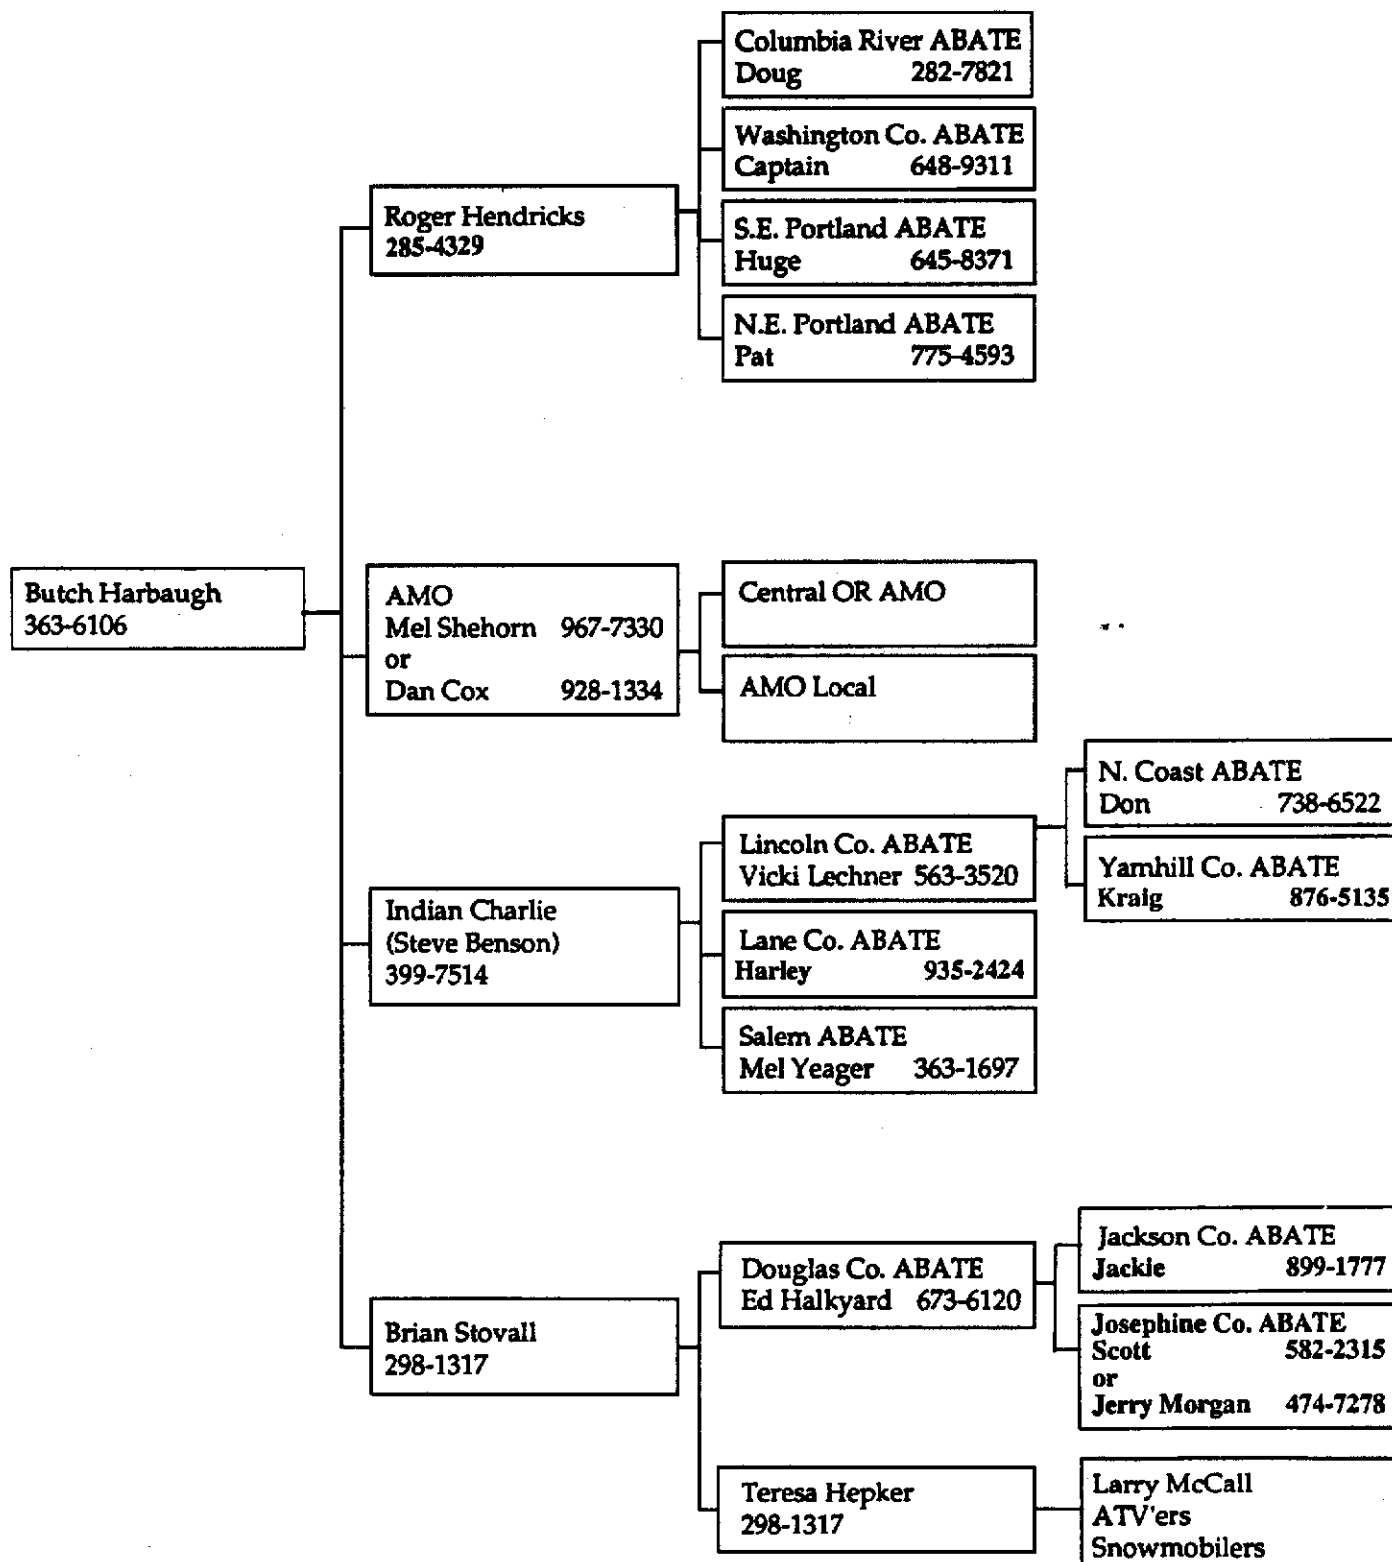 Butch Harbaugh
363-6106
Roger Hendricks
285-4329
Columbia River ABATE
Doug 282-7821
Washington Co. ABATE
Captain 648-9311
S.E. Portland ABATE
Huge 645-8371
N.E. Portland ABATE
Pat 775-4593
AMO
Mel Shehorn 967-7330
or
Dan Cox 928-1334
Central OR AMO
AMO Local
Indian Charlie
(Steve Benson)
399-7514
Lincoln Co. ABATE
Vicki Lechner 563-3520
N. Coast ABATE
Don 738-6522
Yamhill Co. ABATE
Kraig 876-5135
Lane Co. ABATE
Harley 935-2424
Salem ABATE
Mel Yeager 363-1697
Brian Stovall
298-1317
Douglas Co. ABATE
Ed Halkyard 673-6120
Jackson Co. ABATE
Jackie 899-1777
Josephine Co. ABATE
Scott 582-2315
or
Jerry Morgan 474-7278
Teresa Hepker
298-1317
Larry McCall
ATV'ers
Snowmobilers